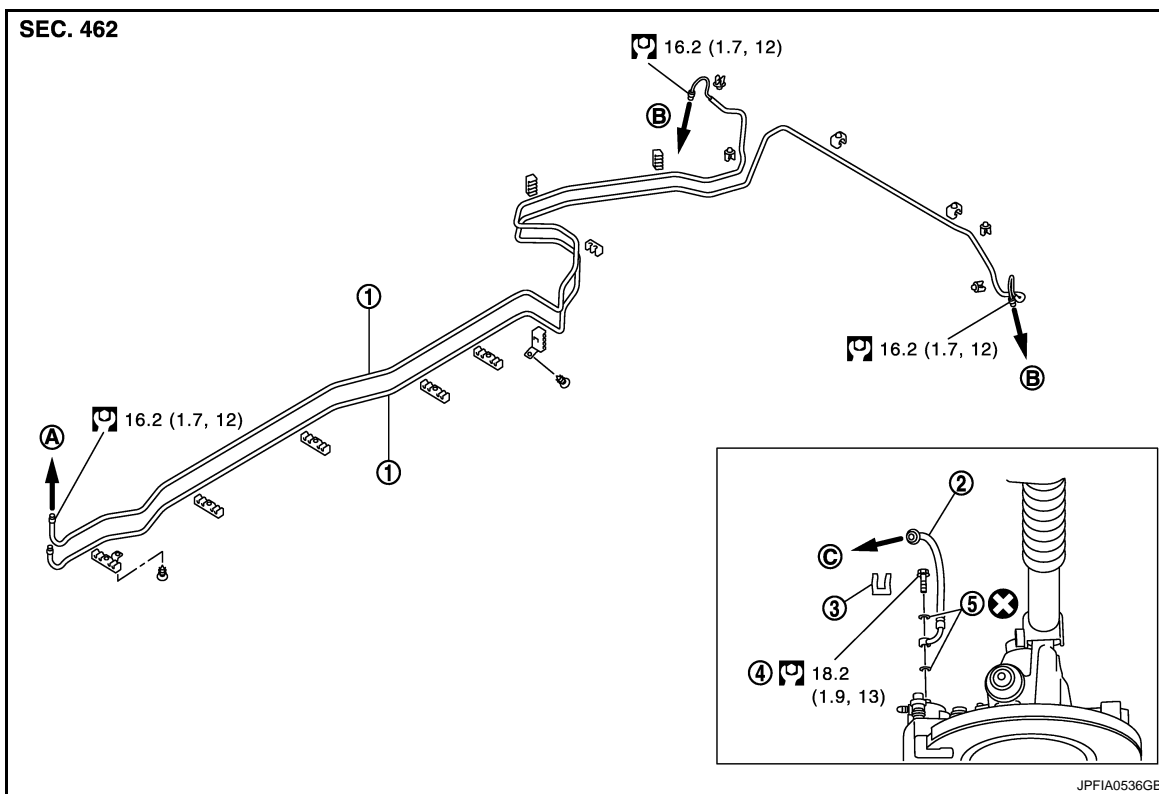 SEC. 462
16.2 (1.7, 12)
B
1
16.2 (1.7, 12)
B
A
16.2 (1.7, 12)
1
2
C
3
5
4
18.2
(1.9, 13)
JPFIA0536GB